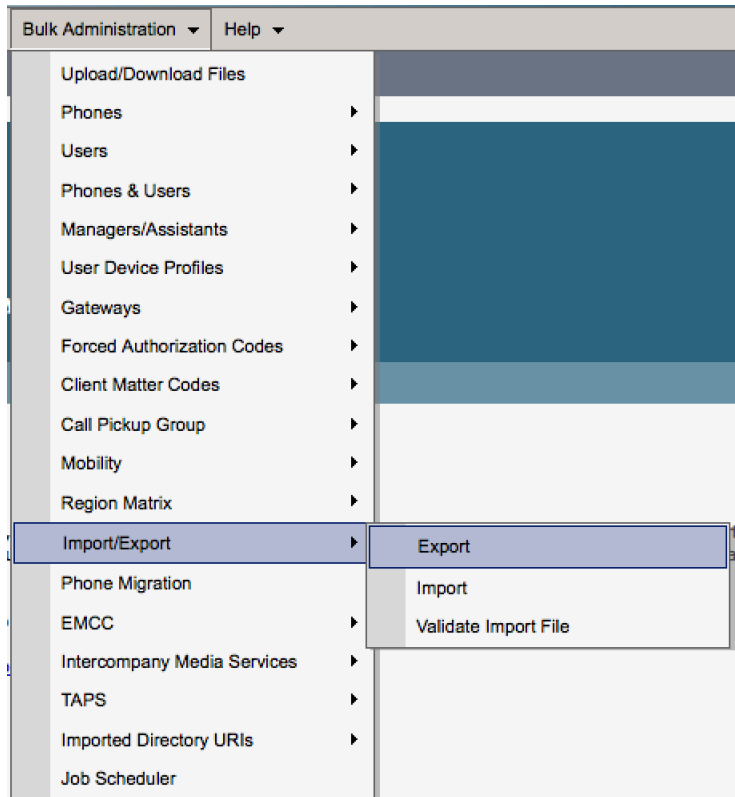 Bulk Administration Help
Upload/Download Files
Phones
Users
Phones & Users
Managers/Assistants
User Device Profiles
Gateways
Forced Authorization Codes
Client Matter Codes
Call Pickup Group
Mobility
Region Matrix
Import/Export
Export
Import
Validate Import File
Phone Migration
EMCC
Intercompany Media Services
TAPS
Imported Directory URIs
Job Scheduler